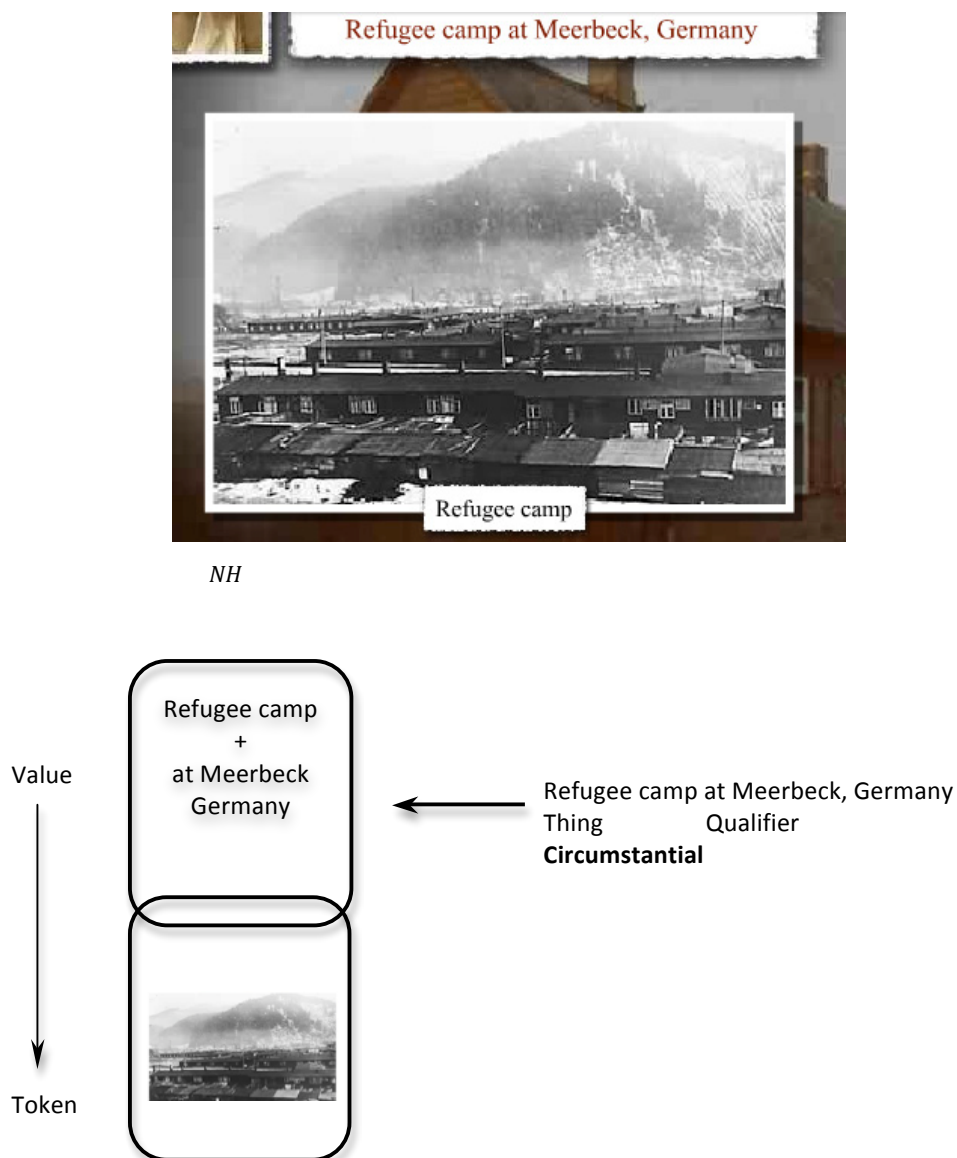 Refugee camp at Meerbeck, Germany
Refugee camp
NH
Refugee camp
+
at Meerbeck
Germany
Value
Refugee camp at Meerbeck, Germany
Thing Qualifier
Circumstantial
Token